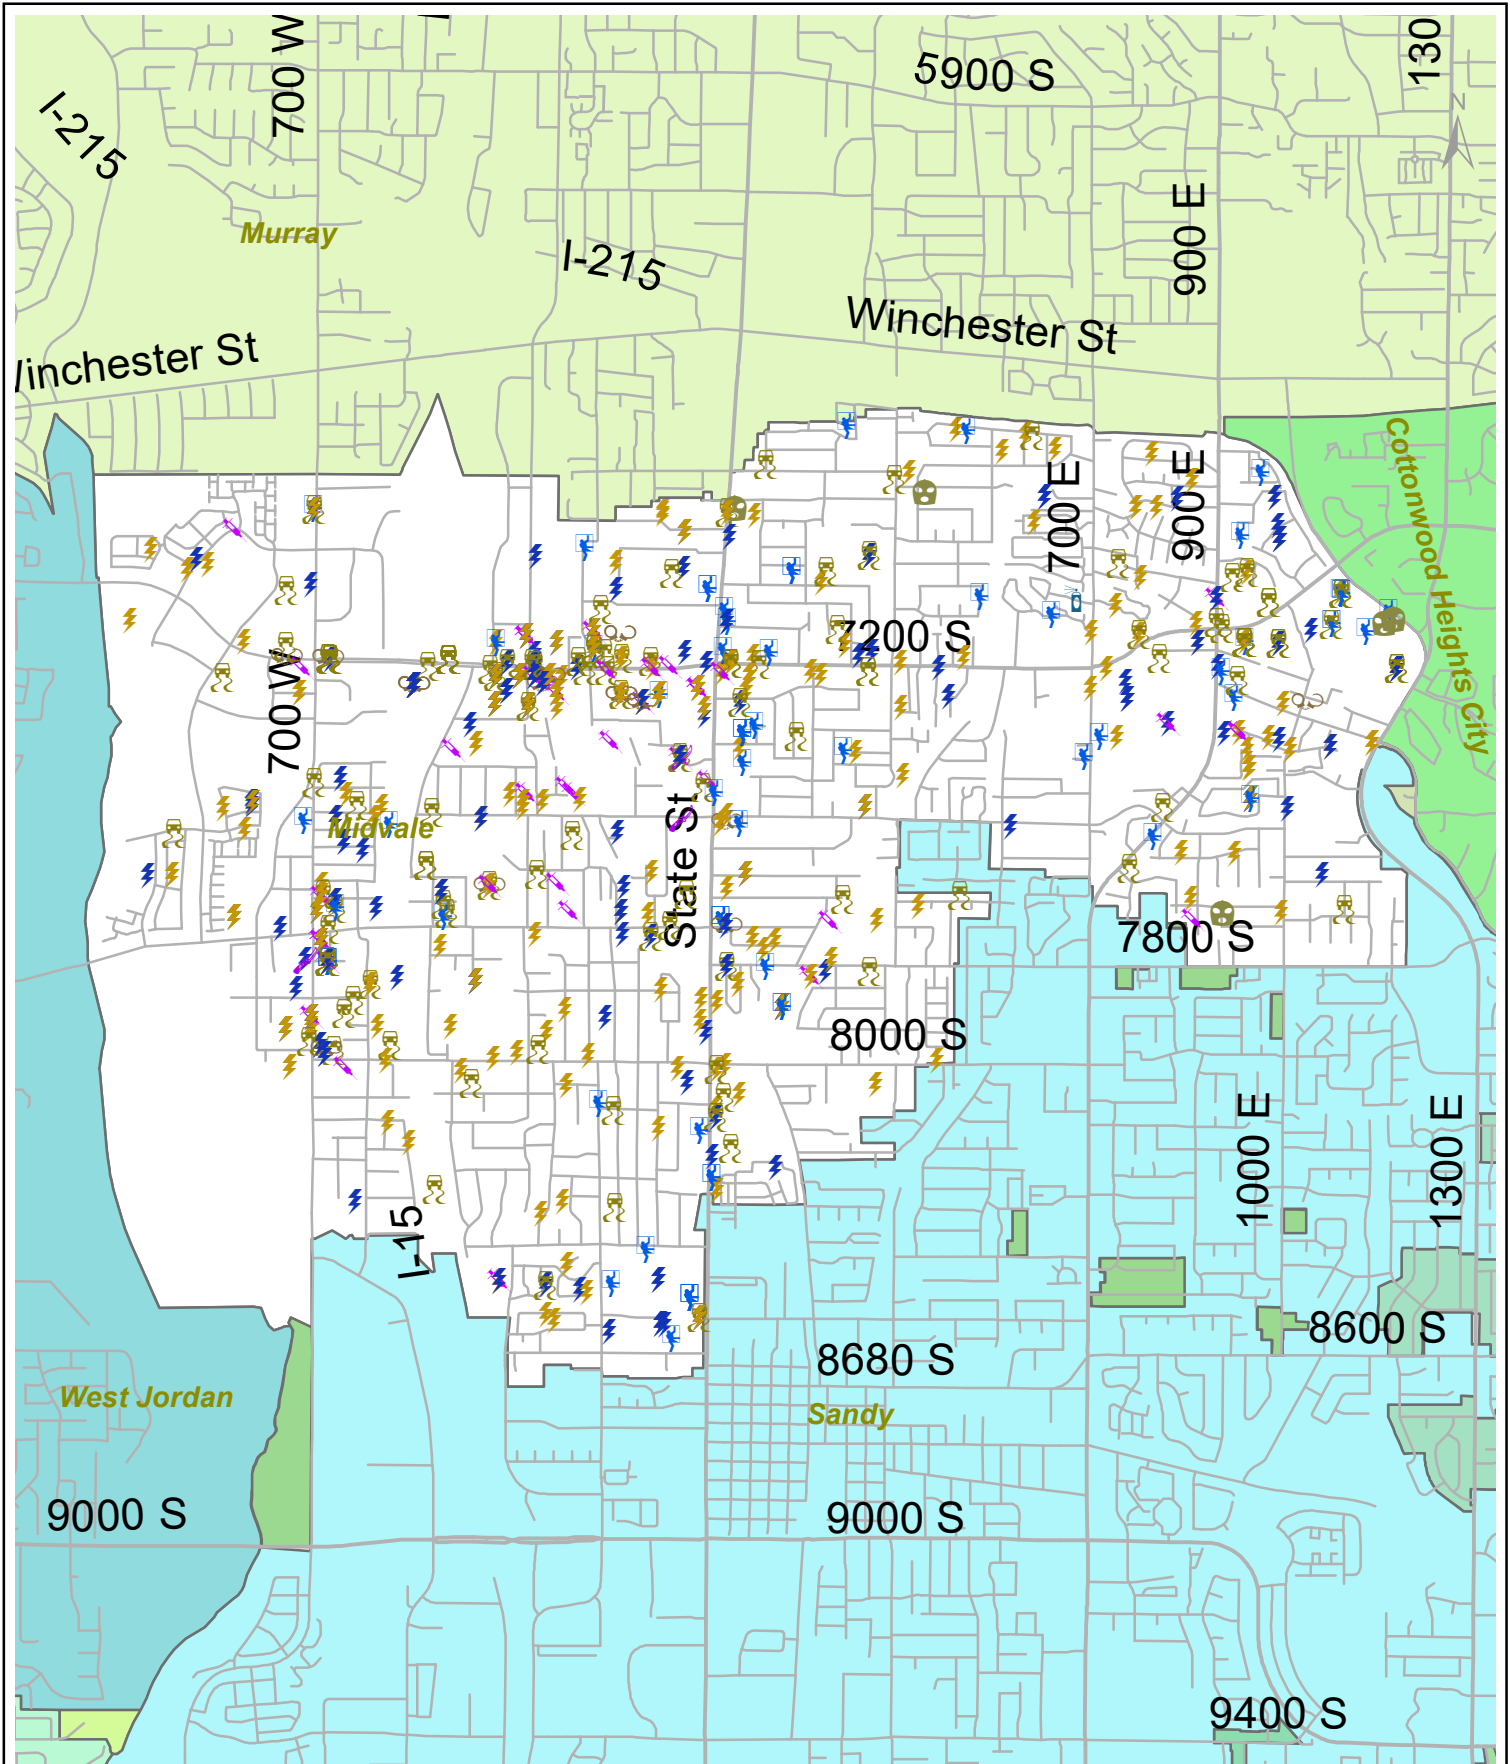 700 W
5900 S
130
N
I-215
Murray
900 E
I-215
Winchester St
inchester St
Cottonwood Heights City
700 E
900 E
7200 S
700 W
Midvale
State St
7800 S
8000 S
1000 E
1300 E
I-15
8600 S
8680 S
West Jordan
Sandy
9000 S
9000 S
9400 S